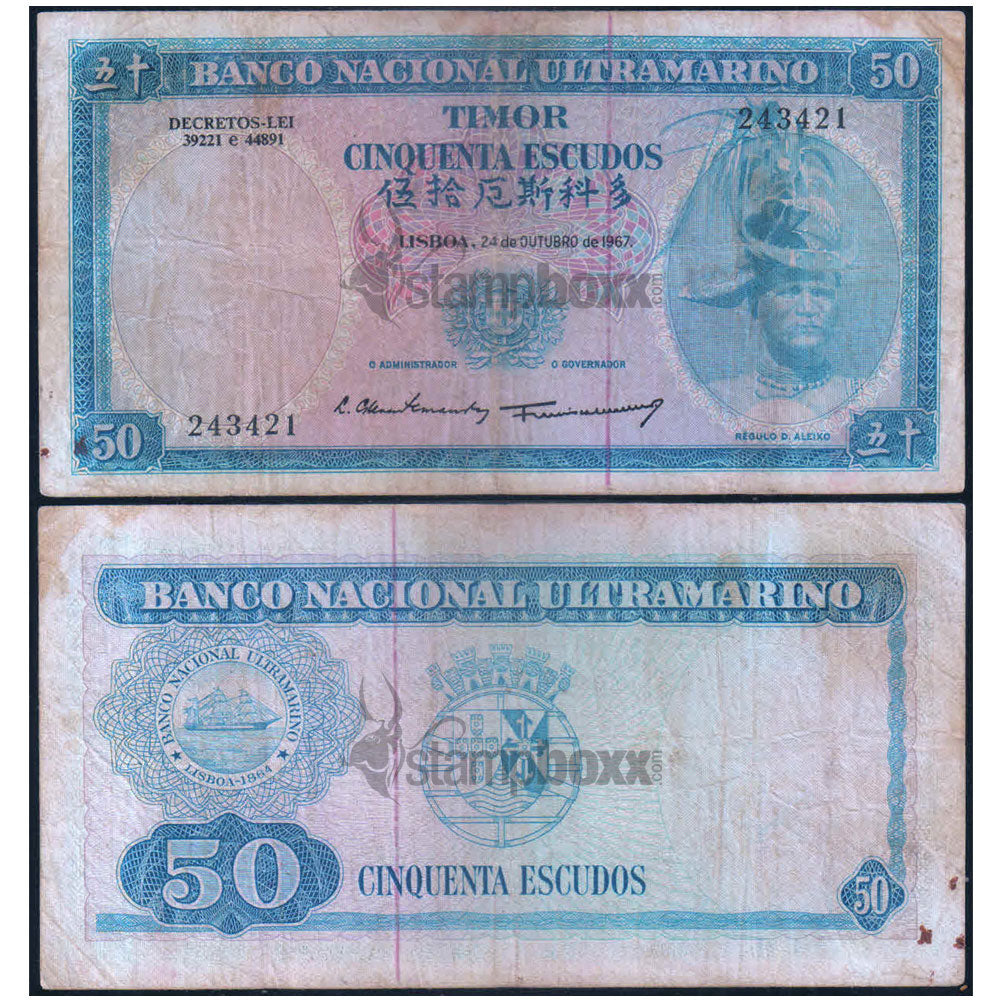 五十 BANCO NACIONAL ULTRAMARINO 50
DECRETOS-LEI
39221 e 44891
TIMOR
243421
CINQUENTA ESCUDOS
伍拾厄斯科多
LISBOA, 24 de OUTUBRO de 1967.
stampboxx.com
O ADMINISTRADOR O GOVERNADOR
243421
RÉGULO D. ALEIXO
50 五十
BANCO NACIONAL ULTRAMARINO
BANCO NACIONAL ULTRAMARINO
LISBOA-1864
stampboxx.com
50 CINQUENTA ESCUDOS 50